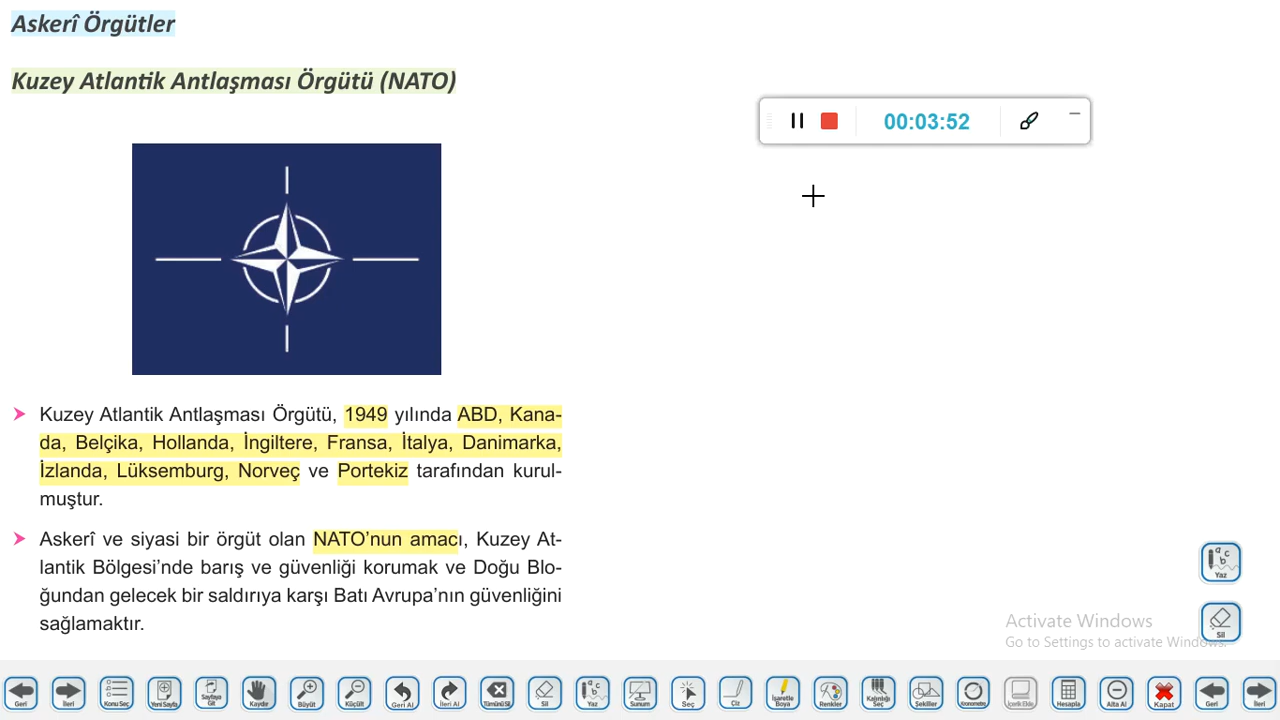 Askerî Örgütler
Kuzey Atlantik Antlaşması Örgütü (NATO)
00:03:52
Kuzey Atlantik Antlaşması Örgütü, 1949 yılında ABD, Kana-
da, Belçika, Hollanda, İngiltere, Fransa, İtalya, Danimarka,
İzlanda, Lüksemburg, Norveç ve Portekiz tarafından kurul-
muştur.
Askerî ve siyasi bir örgüt olan NATO’nun amacı, Kuzey At-
lantik Bölgesi’nde barış ve güvenliği korumak ve Doğu Blo-
ğundan gelecek bir saldırıya karşı Batı Avrupa’nın güvenliğini
sağlamaktır.
a b c
Yaz
Sil
Activate Windows
Go to Settings to activate Windows.
Geri İleri Konu Seç Yeni Sayfa Sayfaya Git Kaydır Büyüt Küçült Geri Al İleri Al Tümünü Sil Sil Yaz Sunum Seç Çiz İşaretle Boya Renkler Kalınlığı Seç Şekiller Kronometre İçerik Ekle Hesapla Alta Al Kapat Geri İleri